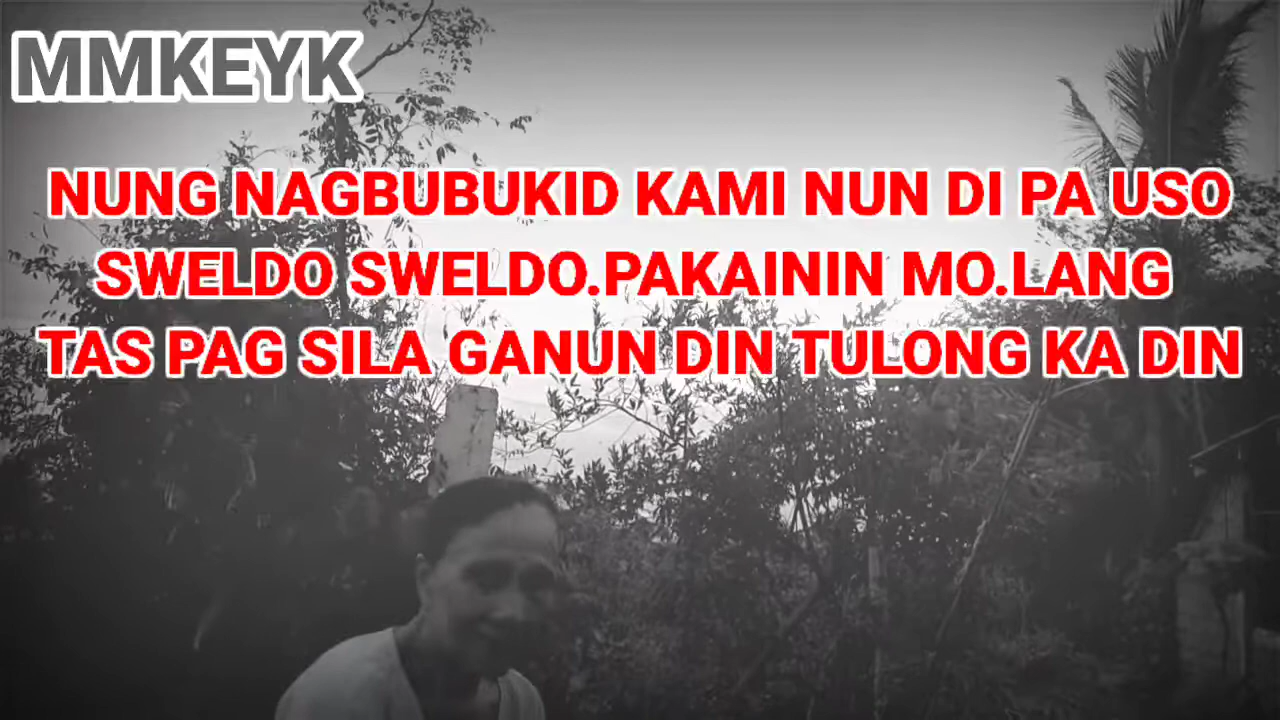 MMKEYK
NUNG NAGBUBUKID KAMI NUN DI PA USO
SWELDO SWELDO.PAKAININ MO.LANG
TAS PAG SILA GANUN DIN TULONG KA DIN